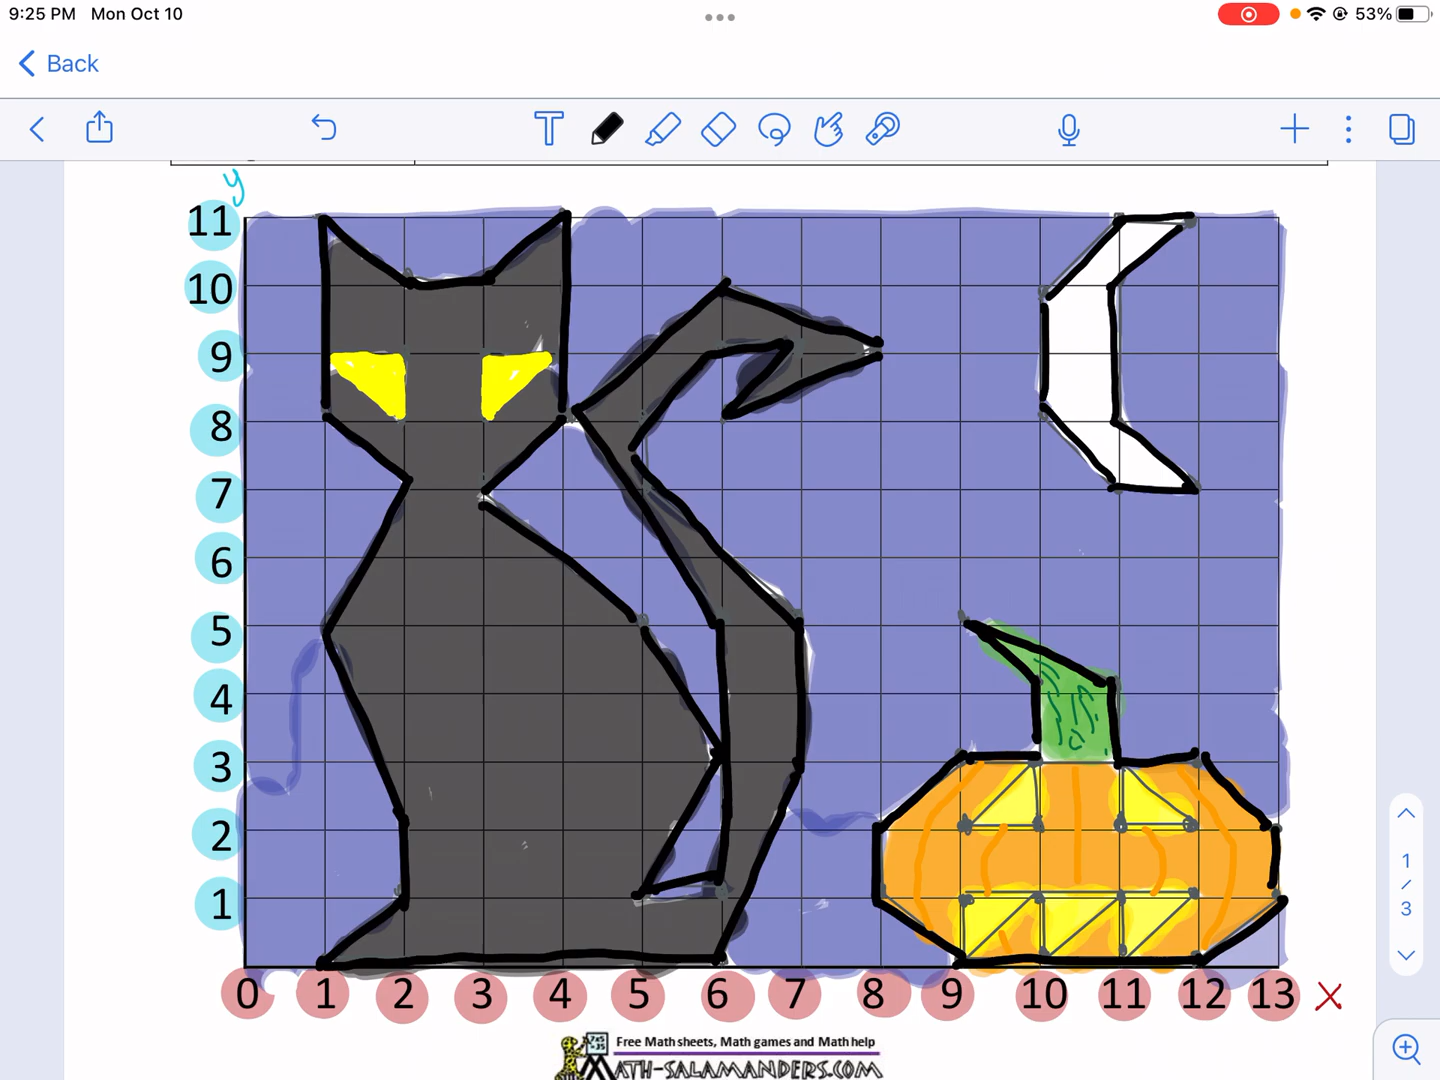 9:25 PM Mon Oct 10
53%
Back
y
11
10
9
8
7
6
5
4
3
2
1
0 1 2 3 4 5 6 7 8 9 10 11 12 13 x
1
/
3
Free Math sheets, Math games and Math help
MATH-SALAMANDERS.COM